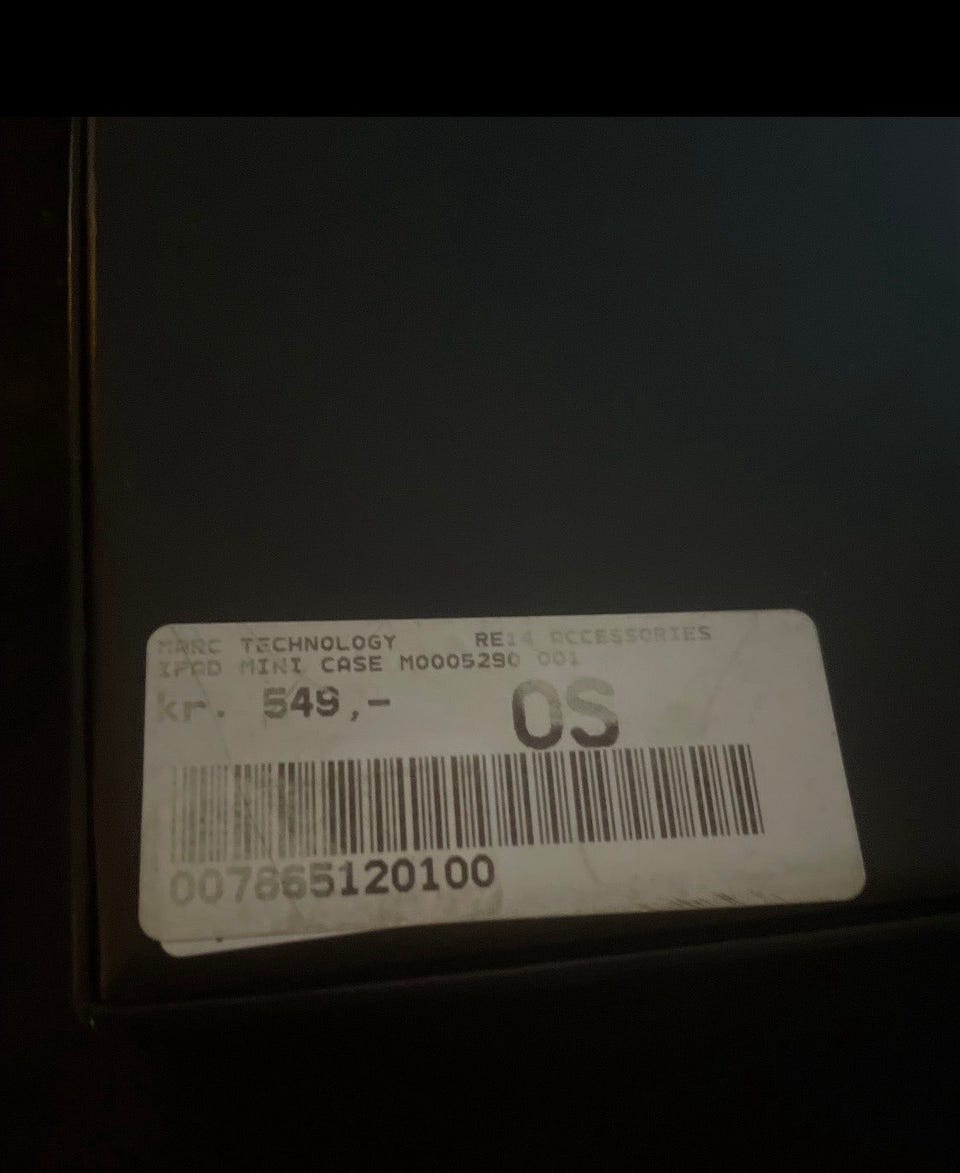 MARC TECHNOLOGY RE14 ACCESSORIES
IPAD MINI CASE M0005290 001
kr. 549,-
OS
007865120100